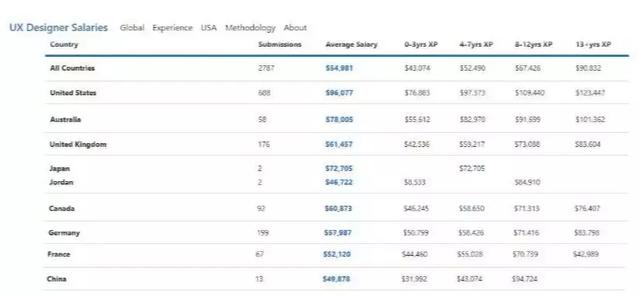 UX Designer Salaries Global Experience USA Methodology About
Country Submissions Average Salary 0-3yrs XP 4-7yrs XP 8-12yrs XP 13+yrs XP
All Countries 2787 $54,981 $43,074 $52,490 $67,426 $90,832
United States 688 $96,077 $76,883 $97,373 $109,440 $123,447
Australia 58 $78,005 $55,612 $82,970 $91,699 $101,362
United Kingdom 176 $61,457 $42,536 $59,217 $73,088 $83,604
Japan 2 $72,705 $72,705
Jordan 2 $46,722 $8,533 $84,910
Canada 92 $60,873 $46,245 $58,650 $71,313 $76,407
Germany 199 $57,987 $50,799 $58,426 $71,416 $83,798
France 67 $52,120 $44,460 $55,028 $70,739 $42,989
China 13 $49,878 $31,992 $43,074 $94,724